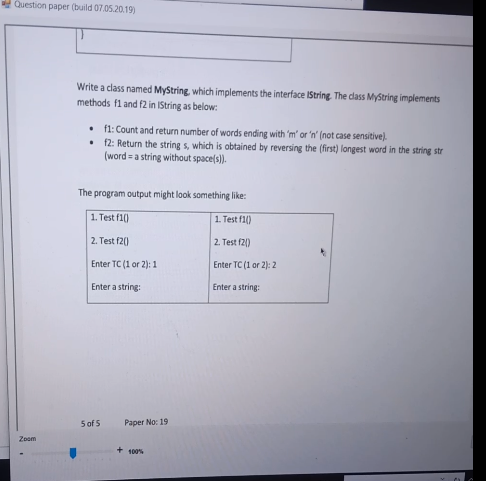 Question paper (build 07.05.20.19)
}
Write a class named MyString, which implements the interface IString. The class MyString implements
methods f1 and f2 in IString as below:
• f1: Count and return number of words ending with 'm' or 'n' (not case sensitive).
• f2: Return the string s, which is obtained by reversing the (first) longest word in the string str
(word = a string without space(s)).
The program output might look something like:
1. Test f1()
2. Test f2()
Enter TC (1 or 2): 1
Enter a string:
1. Test f1()
2. Test f2()
Enter TC (1 or 2): 2
Enter a string:
5 of 5 Paper No: 19
Zoom
- + 100%